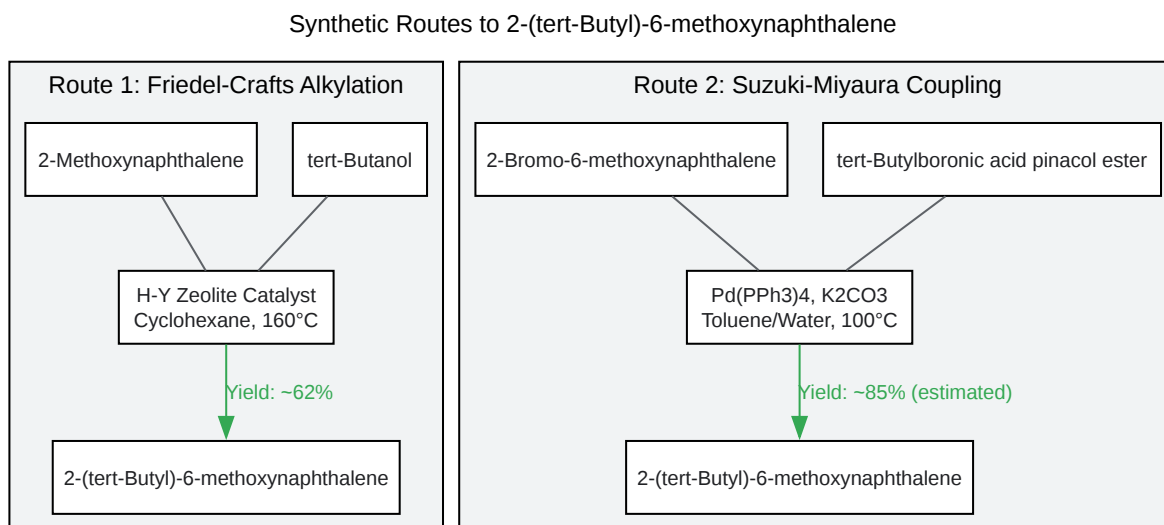 Synthetic Routes to 2-(tert-Butyl)-6-methoxynaphthalene
Route 1: Friedel-Crafts Alkylation
2-Methoxynaphthalene
tert-Butanol
H-Y Zeolite Catalyst
Cyclohexane, 160°C
Yield: ~62%
2-(tert-Butyl)-6-methoxynaphthalene
Route 2: Suzuki-Miyaura Coupling
2-Bromo-6-methoxynaphthalene
tert-Butylboronic acid pinacol ester
Pd(PPh3)4, K2CO3
Toluene/Water, 100°C
Yield: ~85% (estimated)
2-(tert-Butyl)-6-methoxynaphthalene